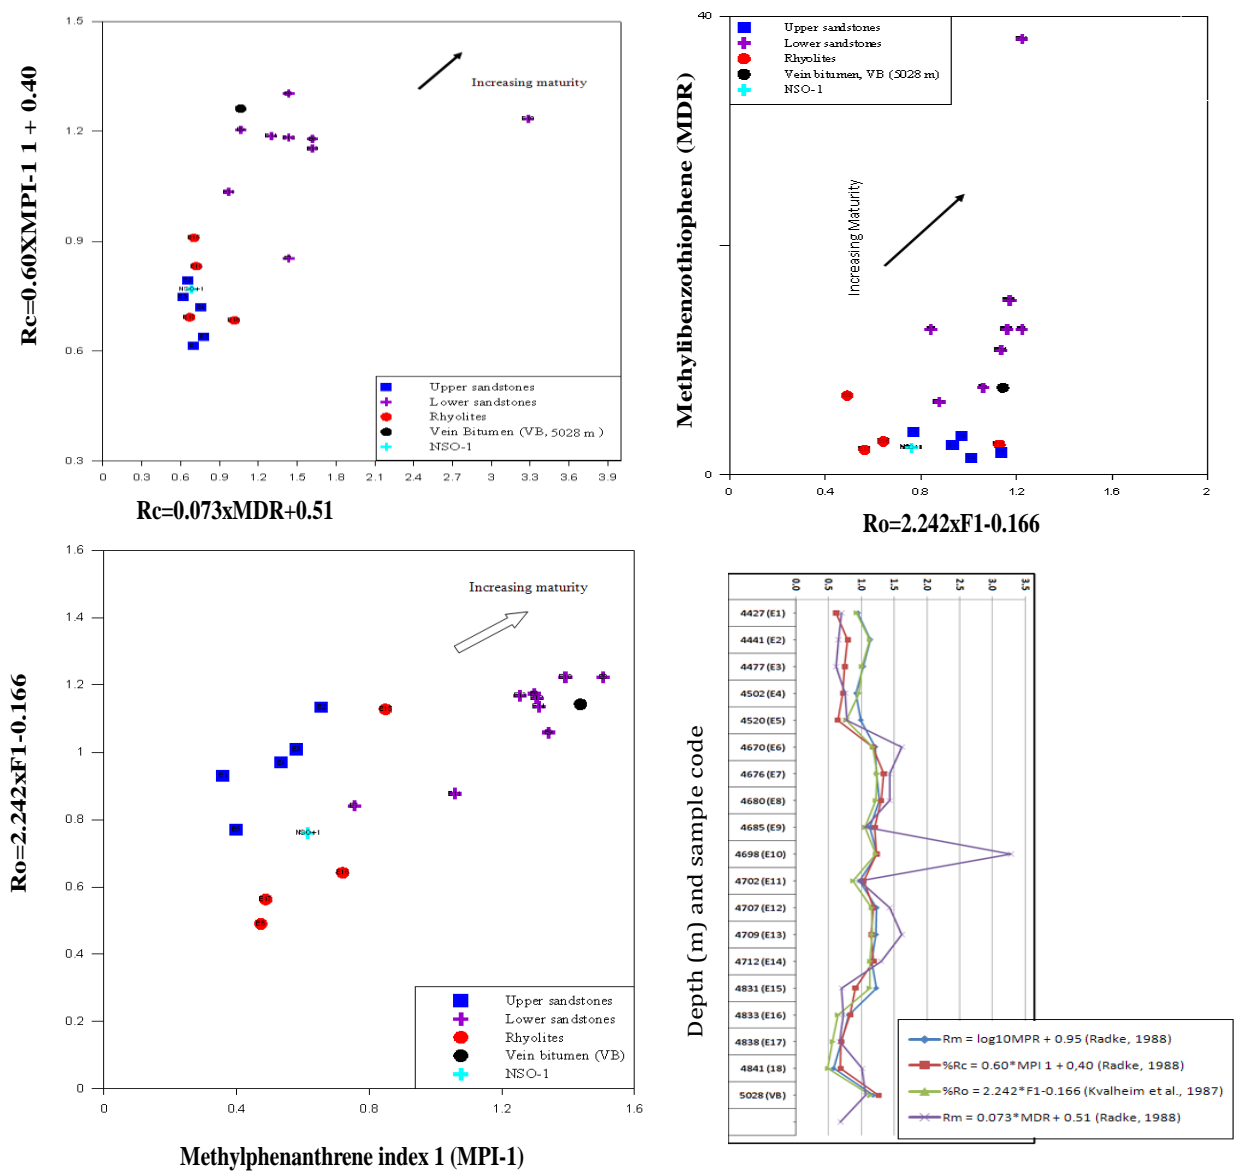 Rc=0.60XMPI-1 1 + 0.40
1.5
1.2
0.9
0.6
0.3
Increasing maturity
NSO-1
Upper sandstones
Lower sandstones
Rhyolites
Vein Bitumen (VB, 5028 m )
NSO-1
0 0.3 0.6 0.9 1.2 1.5 1.8 2.1 2.4 2.7 3 3.3 3.6 3.9
Rc=0.073xMDR+0.51
Methylibenzothiophene (MDR)
40
0
Upper sandstones
Lower sandstones
Rhyolites
Vein bitumen, VB (5028 m)
NSO-1
Increasing Maturity
0 0.4 0.8 1.2 1.6 2
Ro=2.242xF1-0.166
Ro=2.242xF1-0.166
1.6
1.4
1.2
1
0.8
0.6
0.4
0.2
0
Increasing maturity
NSO-1
Upper sandstones
Lower sandstones
Rhyolites
Vein bitumen (VB)
NSO-1
0.4 0.8 1.2 1.6
Methylphenanthrene index 1 (MPI-1)
Depth (m) and sample code
0.0 0.5 1.0 1.5 2.0 2.5 3.0 3.5
4427 (E1)
4441 (E2)
4477 (E3)
4502 (E4)
4520 (E5)
4670 (E6)
4676 (E7)
4680 (E8)
4685 (E9)
4698 (E10)
4702 (E11)
4707 (E12)
4709 (E13)
4712 (E14)
4831 (E15)
4833 (E16)
4838 (E17)
4841 (18)
5028 (VB)
Rm = log10MPR + 0.95 (Radke, 1988)
%Rc = 0.60*MPI 1 + 0,40 (Radke, 1988)
%Ro = 2.242*F1-0.166 (Kvalheim et al., 1987)
Rm = 0.073*MDR + 0.51 (Radke, 1988)